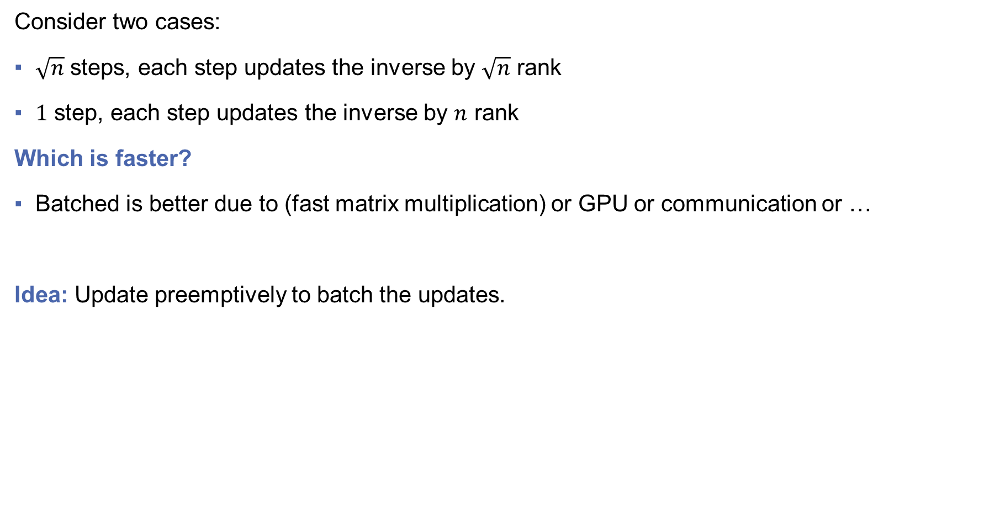 Consider two cases:
▪ √n steps, each step updates the inverse by √n rank
▪ 1 step, each step updates the inverse by n rank
Which is faster?
▪ Batched is better due to (fast matrix multiplication) or GPU or communication or …
Idea: Update preemptively to batch the updates.